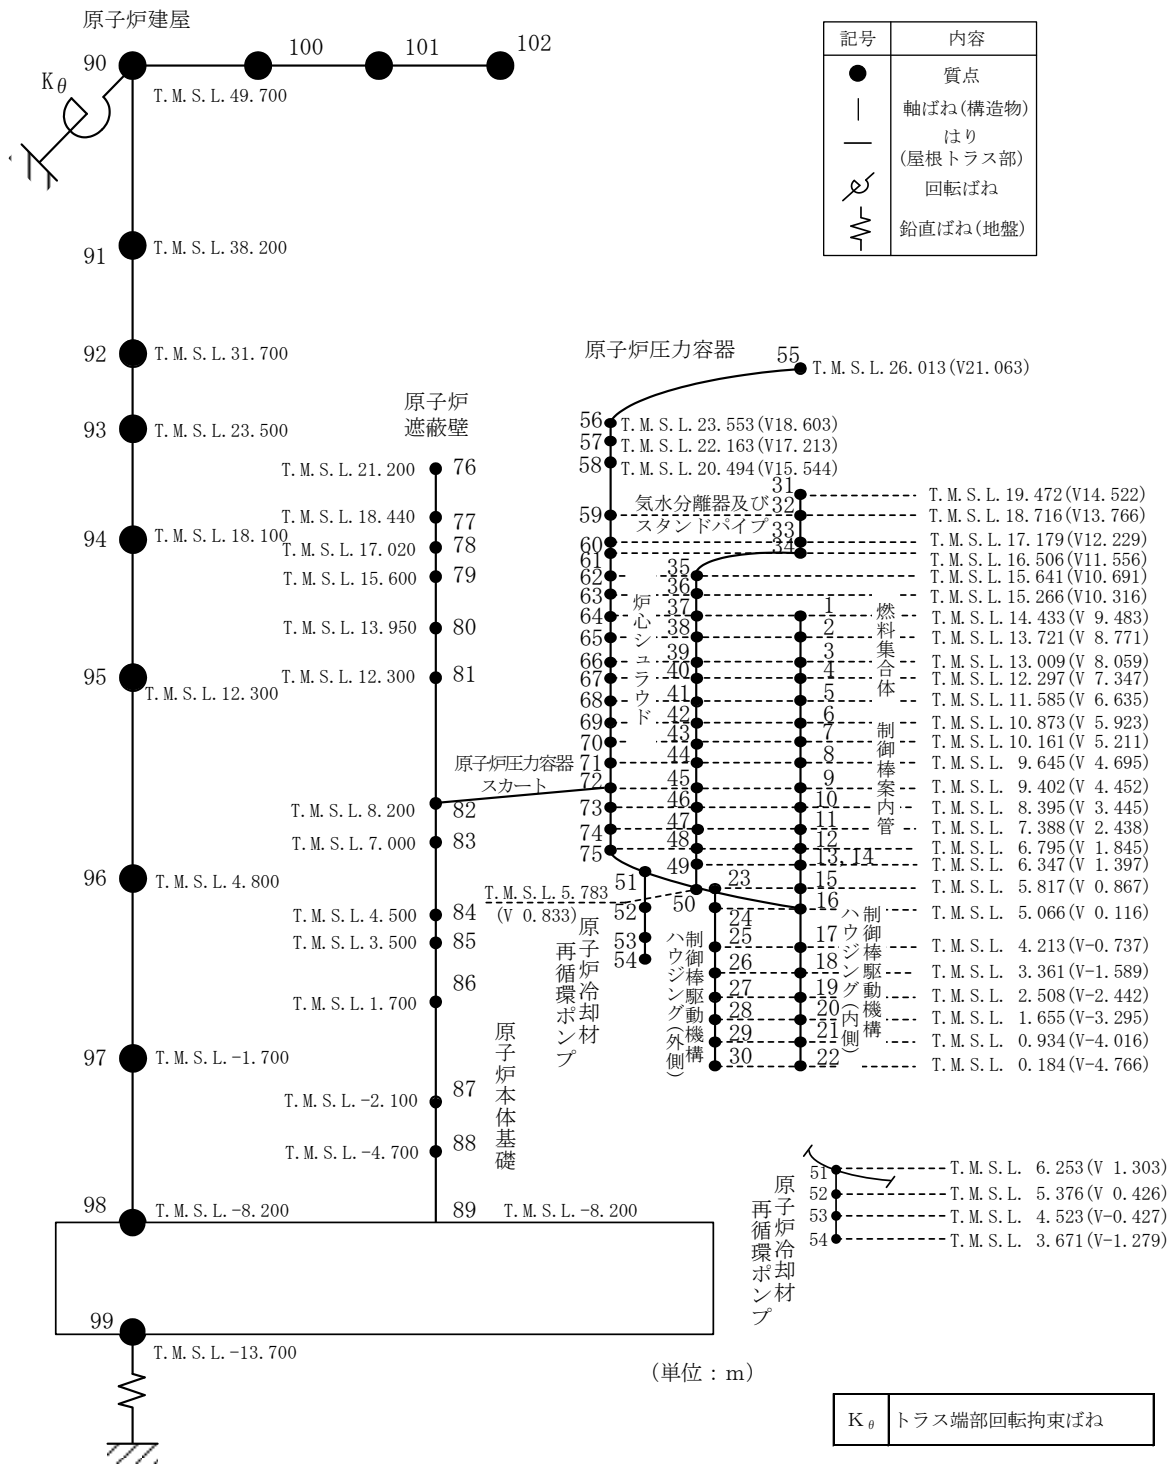 原子炉建屋
90
100
101
102
Kθ
T.M.S.L.49.700
91
T.M.S.L.38.200
92
T.M.S.L.31.700
93
T.M.S.L.23.500
94
T.M.S.L.18.100
95
T.M.S.L.12.300
96
T.M.S.L.4.800
97
T.M.S.L.-1.700
98
T.M.S.L.-8.200
99
T.M.S.L.-13.700
記号 内容
質点
軸ばね(構造物)
はり
(屋根トラス部)
回転ばね
鉛直ばね(地盤)
原子炉
遮蔽壁
T.M.S.L.21.200 76
T.M.S.L.18.440 77
T.M.S.L.17.020 78
T.M.S.L.15.600 79
T.M.S.L.13.950 80
T.M.S.L.12.300 81
T.M.S.L.8.200 82
T.M.S.L.7.000 83
T.M.S.L.4.500 84
T.M.S.L.3.500 85
T.M.S.L.1.700 86
T.M.S.L.-2.100 87
T.M.S.L.-4.700 88
89 T.M.S.L.-8.200
原子炉本体基礎
原子炉圧力容器
スカート
原子炉圧力容器
55 T.M.S.L.26.013(V21.063)
56 T.M.S.L.23.553(V18.603)
57 T.M.S.L.22.163(V17.213)
58 T.M.S.L.20.494(V15.544)
59
60
61
62
63
64
65
66
67
68
69
70
71
72
73
74
75
気水分離器及び
スタンドパイプ
31
32
33
34
炉心シュラウド
35
36
37
38
39
40
41
42
43
44
45
46
47
48
49
50
T.M.S.L.5.783
(V 0.833)
燃料集合体
制御棒案内管
1
2
3
4
5
6
7
8
9
10
11
12
13,14
15
16
17
18
19
20
21
22
制御棒駆動機構
ハウジング(内側)
23
24
25
26
27
28
29
30
制御棒駆動機構
ハウジング(外側)
51
52
53
54
原子炉冷却材
再循環ポンプ
T.M.S.L.19.472(V14.522)
T.M.S.L.18.716(V13.766)
T.M.S.L.17.179(V12.229)
T.M.S.L.16.506(V11.556)
T.M.S.L.15.641(V10.691)
T.M.S.L.15.266(V10.316)
T.M.S.L.14.433(V 9.483)
T.M.S.L.13.721(V 8.771)
T.M.S.L.13.009(V 8.059)
T.M.S.L.12.297(V 7.347)
T.M.S.L.11.585(V 6.635)
T.M.S.L.10.873(V 5.923)
T.M.S.L.10.161(V 5.211)
T.M.S.L. 9.645(V 4.695)
T.M.S.L. 9.402(V 4.452)
T.M.S.L. 8.395(V 3.445)
T.M.S.L. 7.388(V 2.438)
T.M.S.L. 6.795(V 1.845)
T.M.S.L. 6.347(V 1.397)
T.M.S.L. 5.817(V 0.867)
T.M.S.L. 5.066(V 0.116)
T.M.S.L. 4.213(V-0.737)
T.M.S.L. 3.361(V-1.589)
T.M.S.L. 2.508(V-2.442)
T.M.S.L. 1.655(V-3.295)
T.M.S.L. 0.934(V-4.016)
T.M.S.L. 0.184(V-4.766)
51 T.M.S.L. 6.253(V 1.303)
52 T.M.S.L. 5.376(V 0.426)
53 T.M.S.L. 4.523(V-0.427)
54 T.M.S.L. 3.671(V-1.279)
原子炉冷却材
再循環ポンプ
(単位：m)
Kθ トラス端部回転拘束ばね